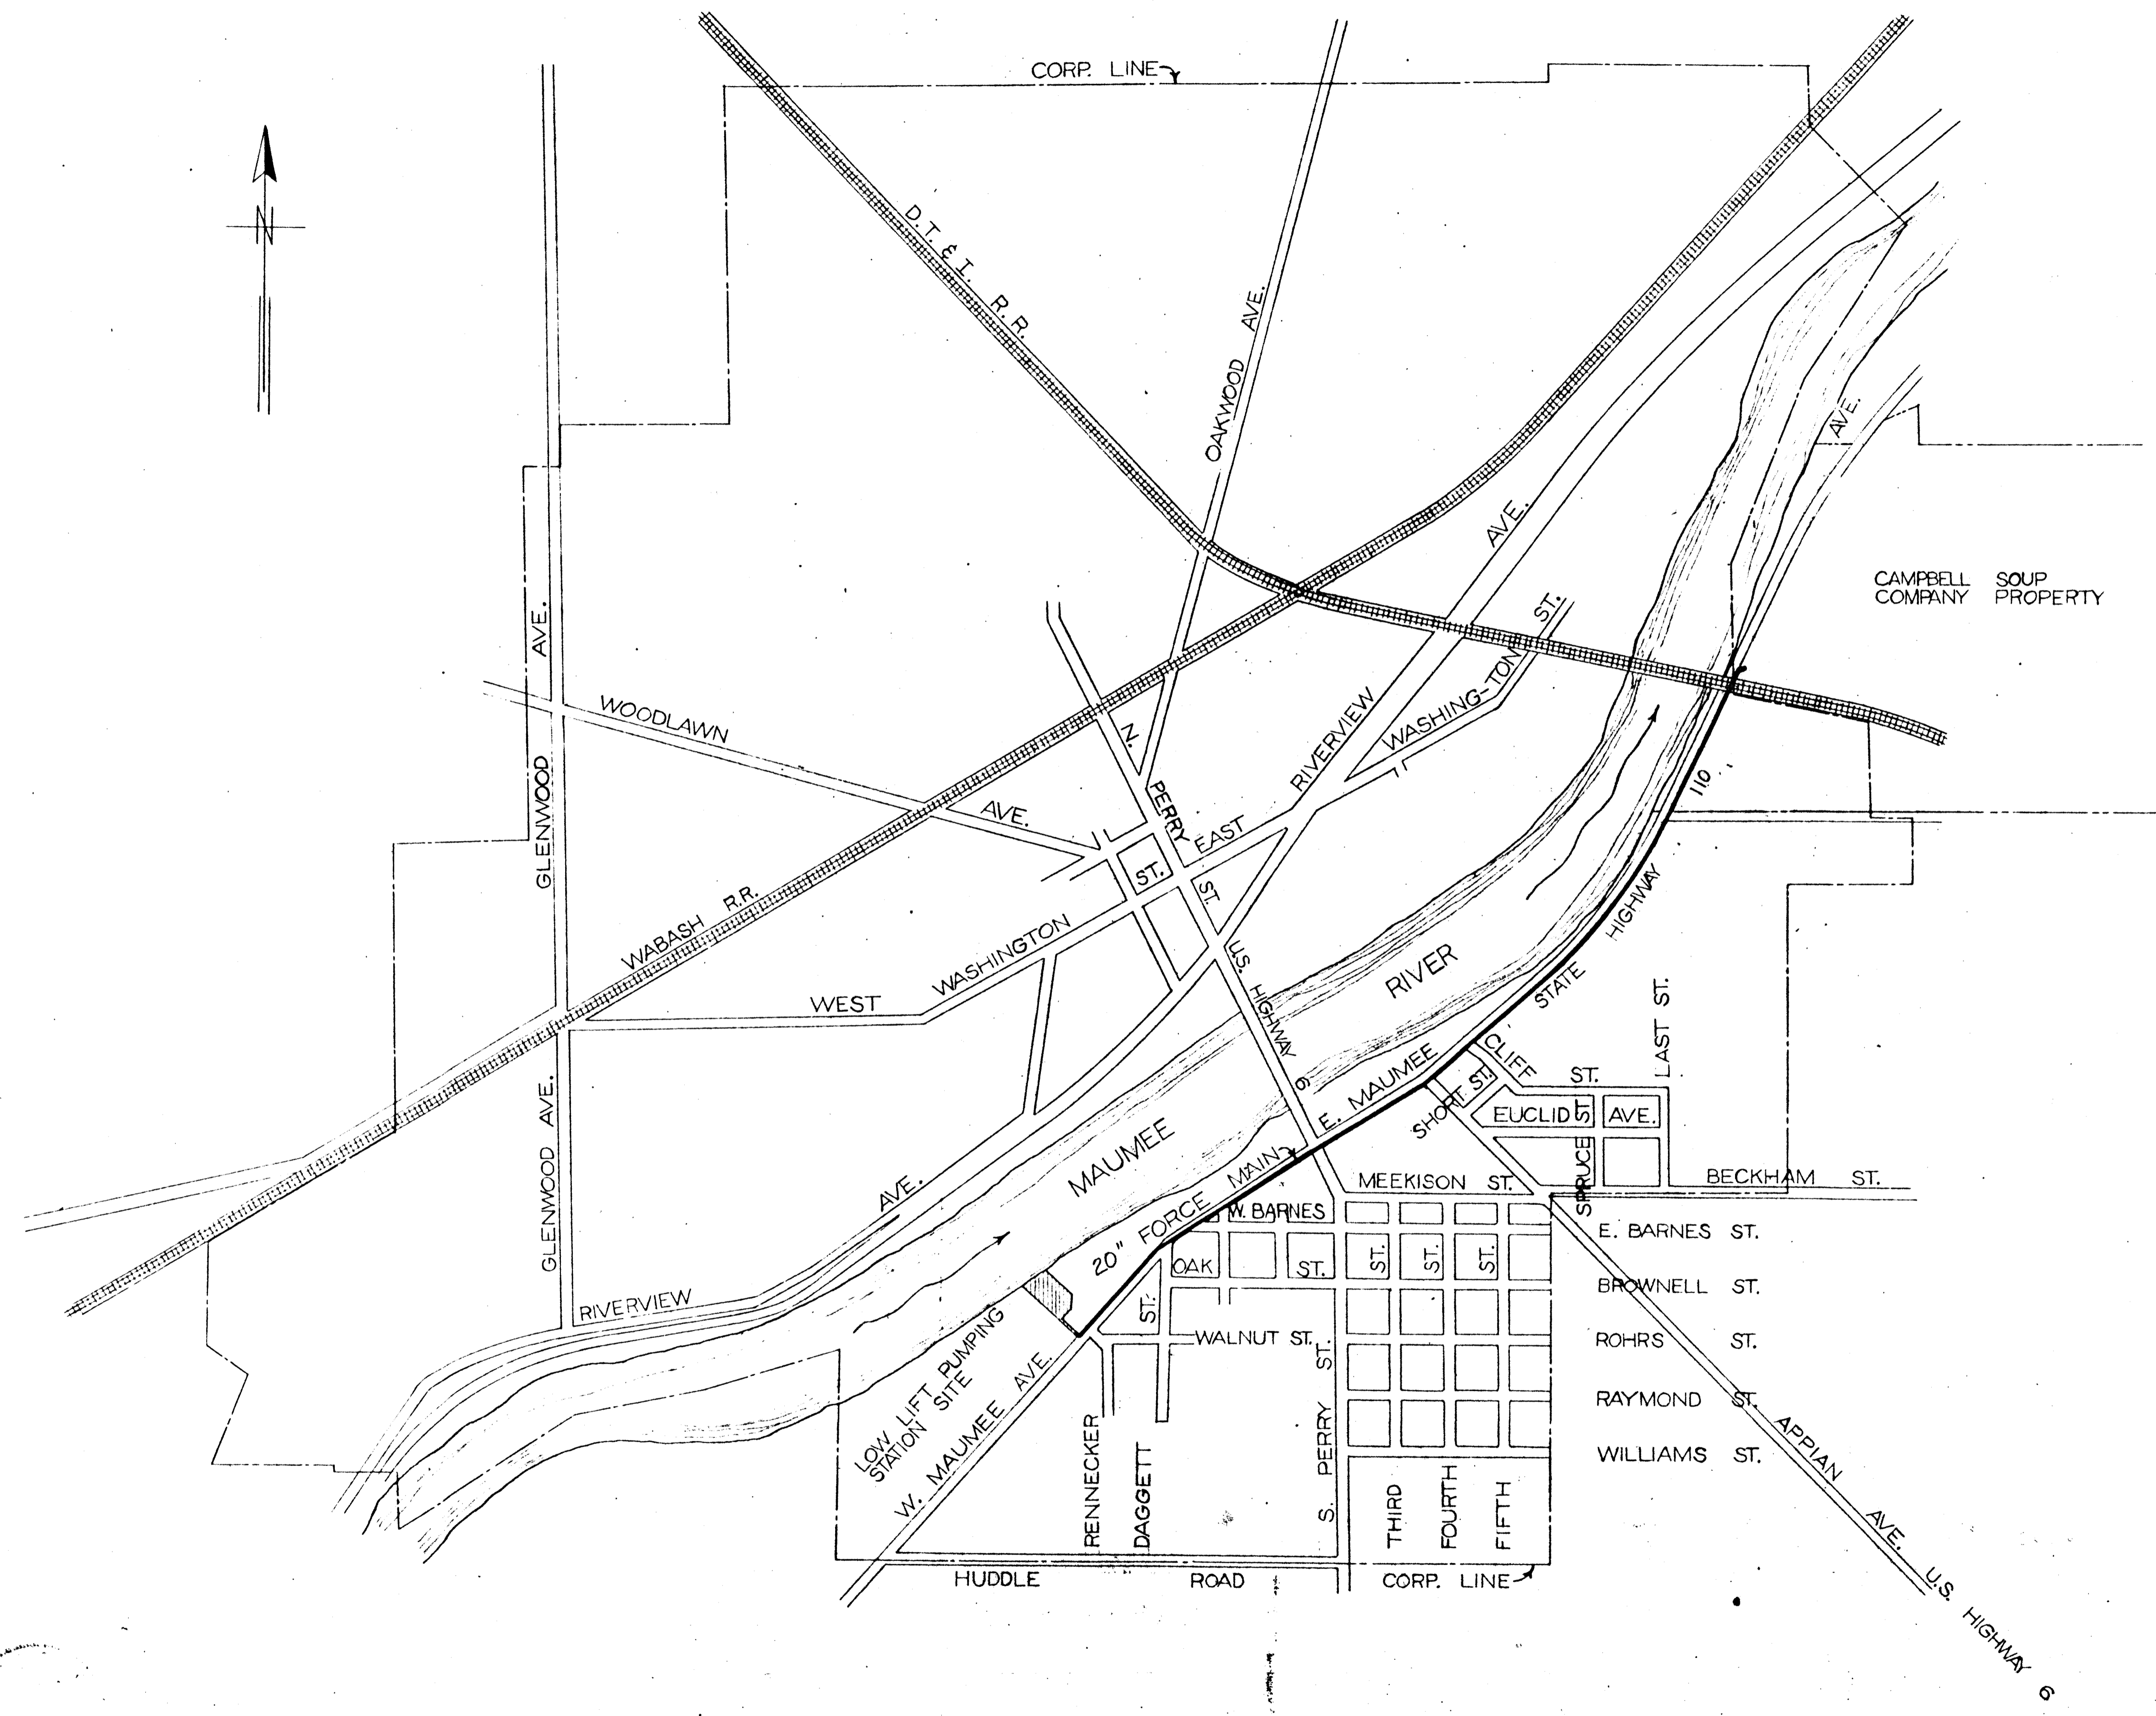 CORP. LINE
N
D.T. & I. R.R.
OAKWOOD AVE.
AVE.
CAMPBELL SOUP
COMPANY PROPERTY
GLENWOOD AVE.
WOODLAWN AVE.
N. PERRY ST.
EAST WASHING-TON ST.
RIVERVIEW AVE.
ST.
WABASH R.R.
WEST WASHINGTON
U.S. HIGHWAY 6
MAUMEE RIVER
STATE HIGHWAY 110
GLENWOOD AVE.
LAST ST.
CLIFF ST.
SHORT ST.
EUCLID AVE.
SPRUCE ST.
E. MAUMEE
MEEKISON ST.
BECKHAM ST.
20" FORCE MAIN
W. BARNES
E. BARNES ST.
OAK ST.
ST. ST. ST.
BROWNELL ST.
RIVERVIEW AVE.
ST.
WALNUT ST.
ROHRS ST.
LOW LIFT PUMPING
STATION SITE
W. MAUMEE AVE.
RAYMOND ST.
WILLIAMS ST.
RENNECKER
DAGGETT
S. PERRY ST.
THIRD
FOURTH
FIFTH
APPIAN AVE.
U.S. HIGHWAY 6
HUDDLE ROAD
CORP. LINE